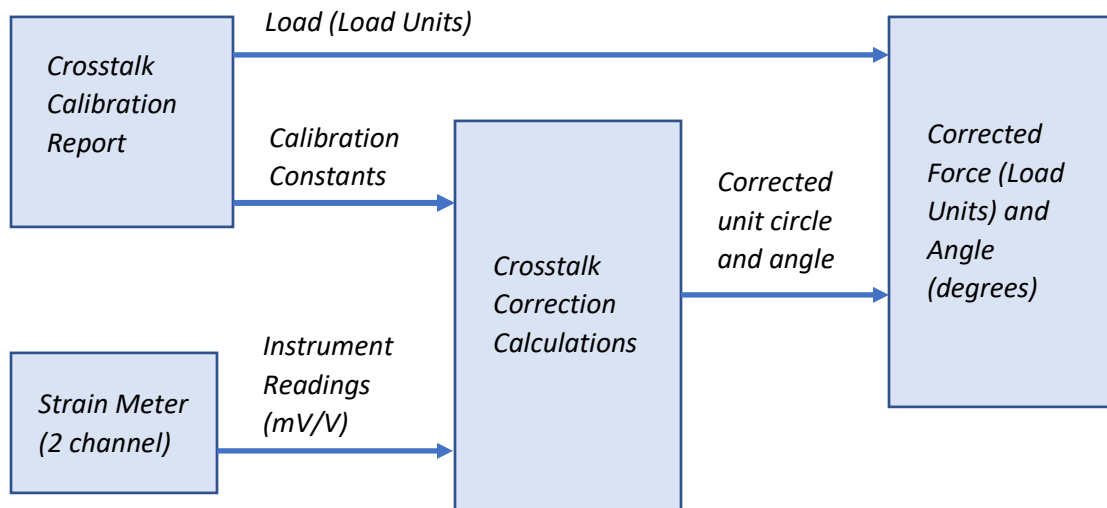 Load (Load Units)
Crosstalk
Calibration
Report
Calibration
Constants
Corrected
Force (Load
Units) and
Angle
(degrees)
Corrected
unit circle
and angle
Crosstalk
Correction
Calculations
Instrument
Readings
(mV/V)
Strain Meter
(2 channel)